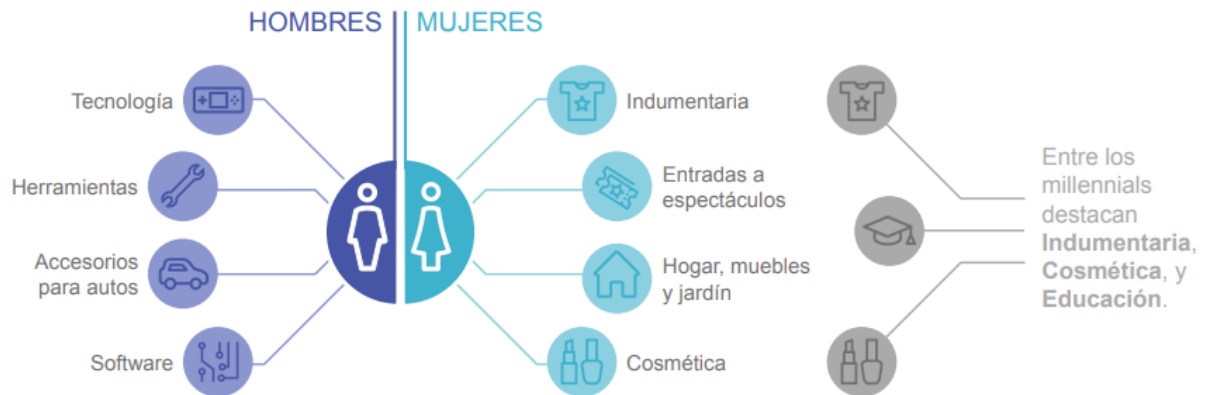 HOMBRES
MUJERES
Tecnología
Herramientas
Accesorios
para autos
Software
Indumentaria
Entradas a
espectáculos
Hogar, muebles
y jardín
Cosmética
Entre los
millennials
destacan
Indumentaria,
Cosmética, y
Educación.